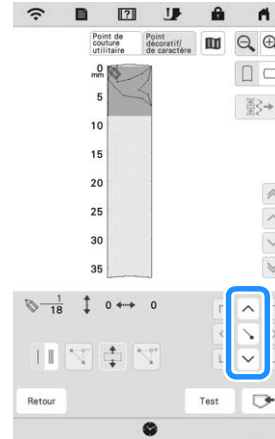 Point de couture utilitaire
Point décoratif/ de caractère
0
mm
5
10
15
20
25
30
35
1
18
0
0
Retour
Test